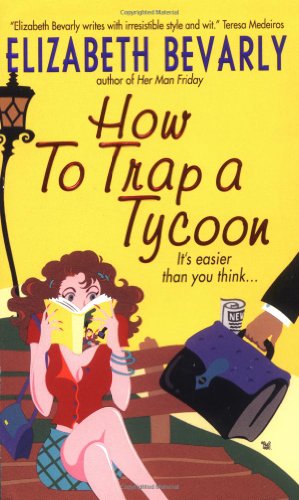 "Elizabeth Bevarly writes with irresistible style and wit." Teresa Medeiros
ELIZABETH BEVARLY
author of Her Man Friday
How
To Trap a
Tycoon
It's easier
than you think...
NEW